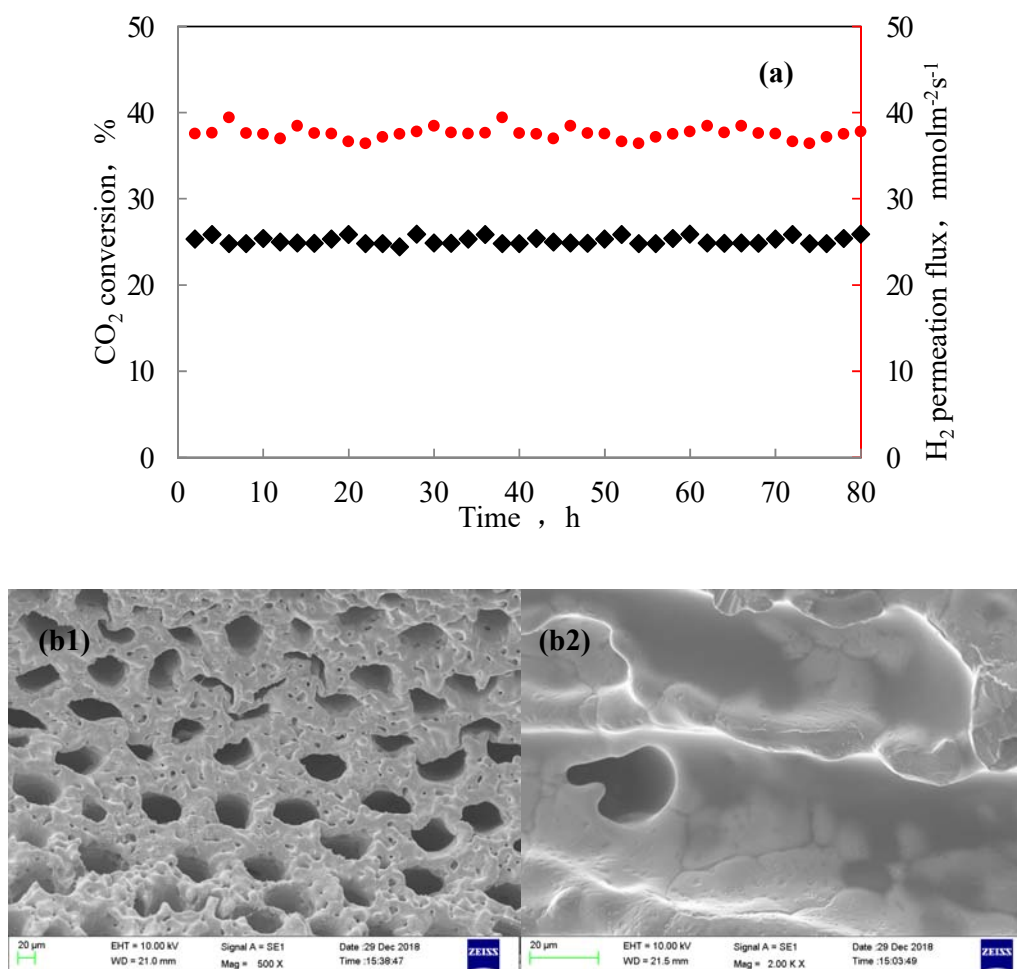 (a)
50
40
30
20
10
0
CO₂ conversion, %
50
40
30
20
10
0
H₂ permeation flux, mmolm⁻²s⁻¹
0 10 20 30 40 50 60 70 80
Time , h
(b1)
20 µm
EHT = 10.00 kV Signal A = SE1 Date :29 Dec 2018
WD = 21.0 mm Mag = 500 X Time :15:38:47
ZEISS
(b2)
20 µm
EHT = 10.00 kV Signal A = SE1 Date :29 Dec 2018
WD = 21.5 mm Mag = 2.00 K X Time :15:03:49
ZEISS